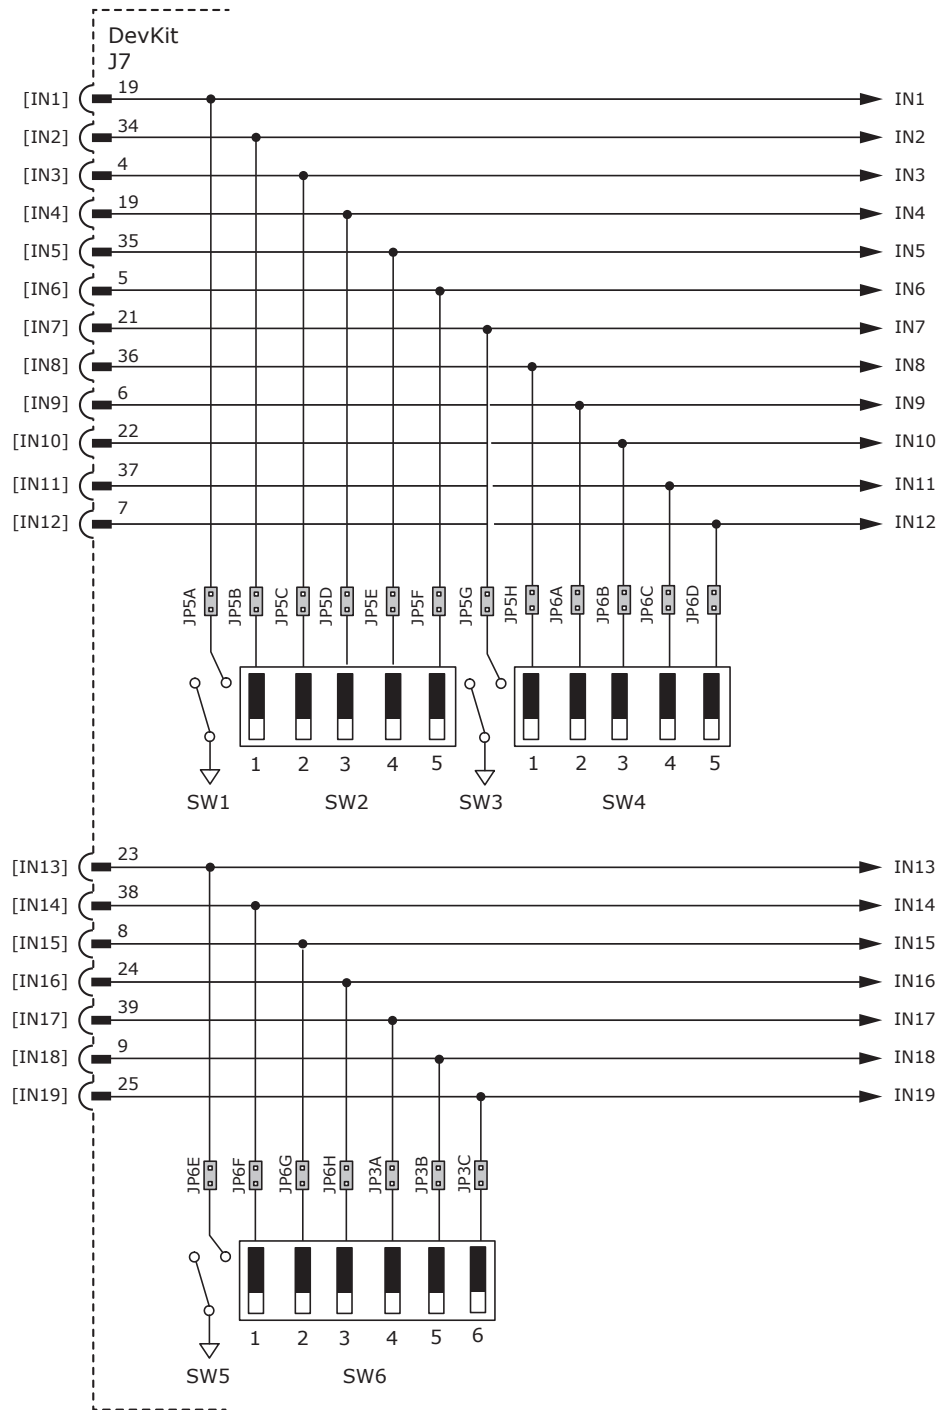 DevKit
J7
[IN1] 19 IN1
[IN2] 34 IN2
[IN3] 4 IN3
[IN4] 19 IN4
[IN5] 35 IN5
[IN6] 5 IN6
[IN7] 21 IN7
[IN8] 36 IN8
[IN9] 6 IN9
[IN10] 22 IN10
[IN11] 37 IN11
[IN12] 7 IN12
JP5A JP5B JP5C JP5D JP5E JP5F JP5G JP5H JP6A JP6B JP6C JP6D
1 2 3 4 5 1 2 3 4 5
SW1 SW2 SW3 SW4
[IN13] 23 IN13
[IN14] 38 IN14
[IN15] 8 IN15
[IN16] 24 IN16
[IN17] 39 IN17
[IN18] 9 IN18
[IN19] 25 IN19
JP6E JP6F JP6G JP6H JP3A JP3B JP3C
1 2 3 4 5 6
SW5 SW6